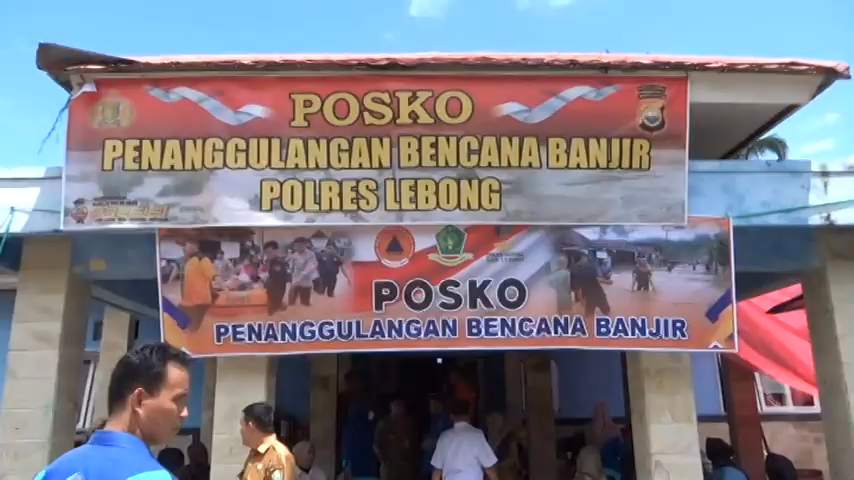 POSKO
PENANGGULANGAN BENCANA BANJIR
POLRES LEBONG
POSKO
PENANGGULANGAN BENCANA BANJIR